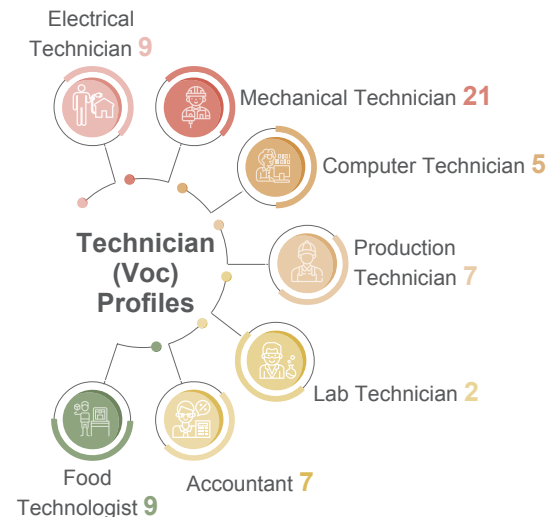 Electrical
Technician 9
Mechanical Technician 21
Computer Technician 5
Technician
(Voc)
Profiles
Production
Technician 7
Lab Technician 2
Accountant 7
Food
Technologist 9